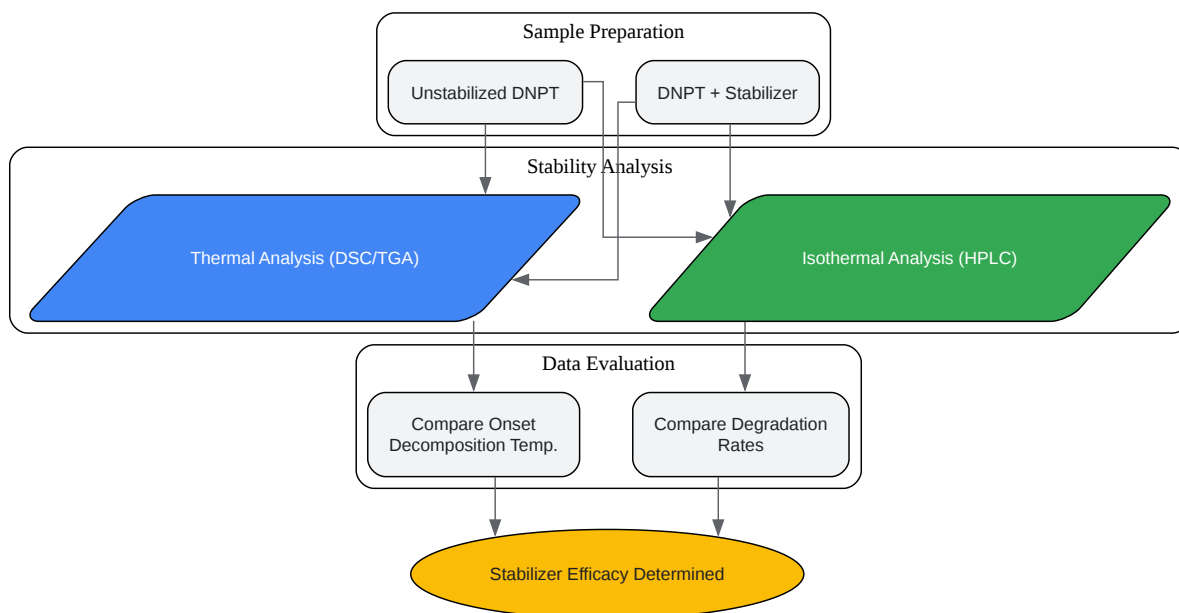 Sample Preparation
Unstabilized DNPT
DNPT + Stabilizer
Stability Analysis
Thermal Analysis (DSC/TGA)
Isothermal Analysis (HPLC)
Data Evaluation
Compare Onset
Decomposition Temp.
Compare Degradation
Rates
Stabilizer Efficacy Determined